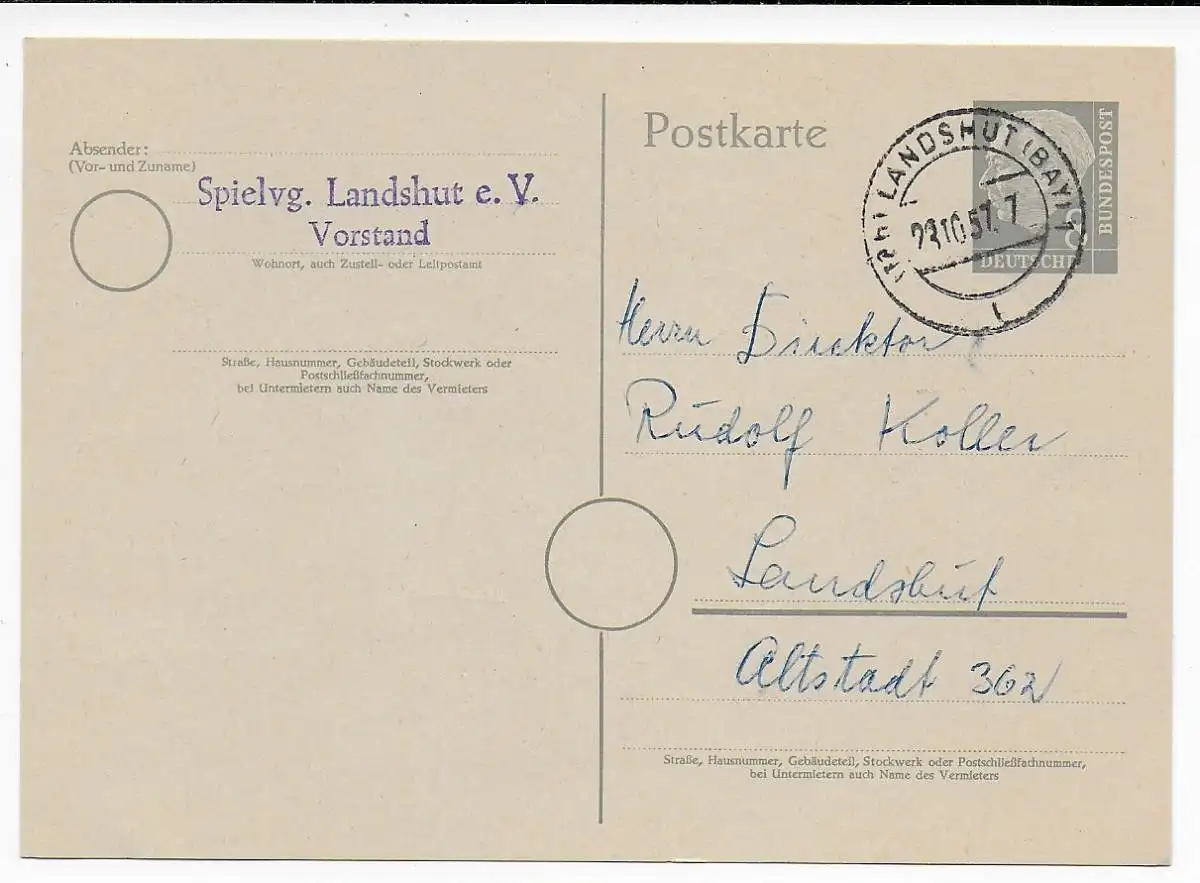 Postkarte
Absender:
(Vor- und Zuname)
Spielvg. Landshut e. V.
Vorstand
Wohnort, auch Zustell- oder Leitpostamt
Straße, Hausnummer, Gebäudeteil, Stockwerk oder
Postschließfachnummer,
bei Untermietern auch Name des Vermieters
LANDSHUT (BAY) 1
10.57. 7
DEUTSCHE
BUNDESPOST
Herrn Direktor
Rudolf Koller
Landshut
Altstadt 362
Straße, Hausnummer, Gebäudeteil, Stockwerk oder Postschließfachnummer,
bei Untermietern auch Name des Vermieters